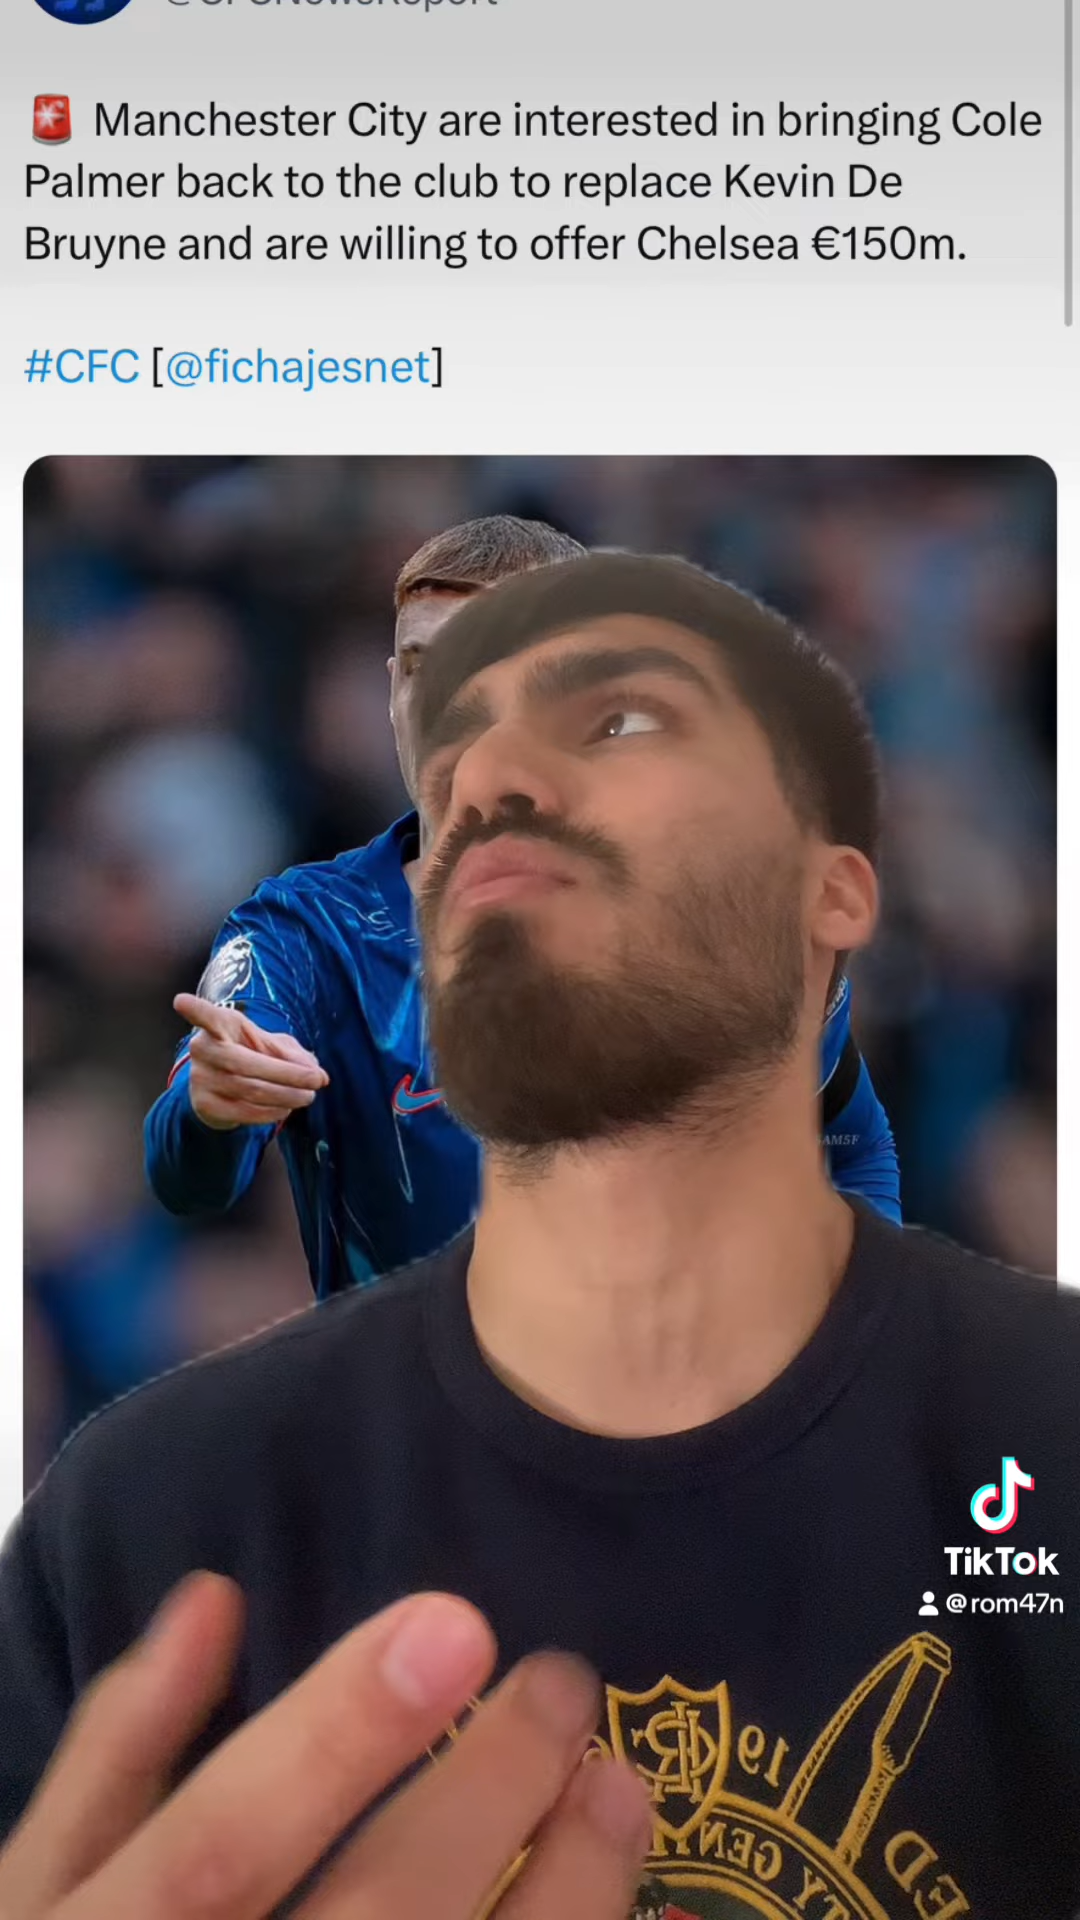 Manchester City are interested in bringing Cole
Palmer back to the club to replace Kevin De
Bruyne and are willing to offer Chelsea €150m.
#CFC [@fichajesnet]
TikTok
@rom47n
19